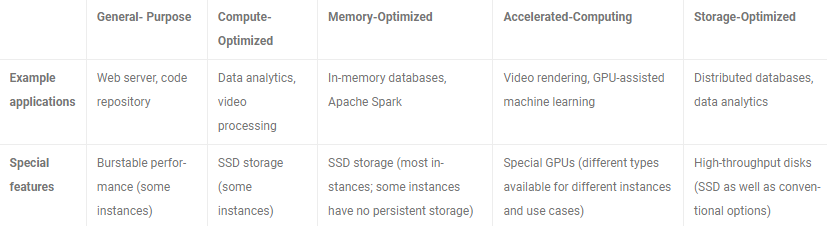 General- Purpose
Compute-
Optimized
Memory-Optimized
Accelerated-Computing
Storage-Optimized
Example
applications
Web server, code
repository
Data analytics,
video
processing
In-memory databases,
Apache Spark
Video rendering, GPU-assisted
machine learning
Distributed databases,
data analytics
Special
features
Burstable perfor-
mance (some
instances)
SSD storage
(some
instances)
SSD storage (most in-
stances; some instances
have no persistent storage)
Special GPUs (different types
available for different instances
and use cases)
High-throughput disks
(SSD as well as conven-
tional options)